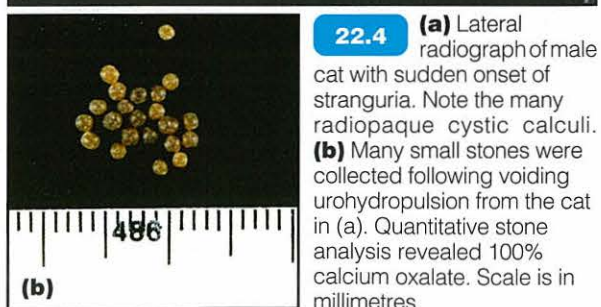 486
(b)
22.4 (a) Lateral
radiograph of male
cat with sudden onset of
stranguria. Note the many
radiopaque cystic calculi.
(b) Many small stones were
collected following voiding
urohydropulsion from the cat
in (a). Quantitative stone
analysis revealed 100%
calcium oxalate. Scale is in
millimetres